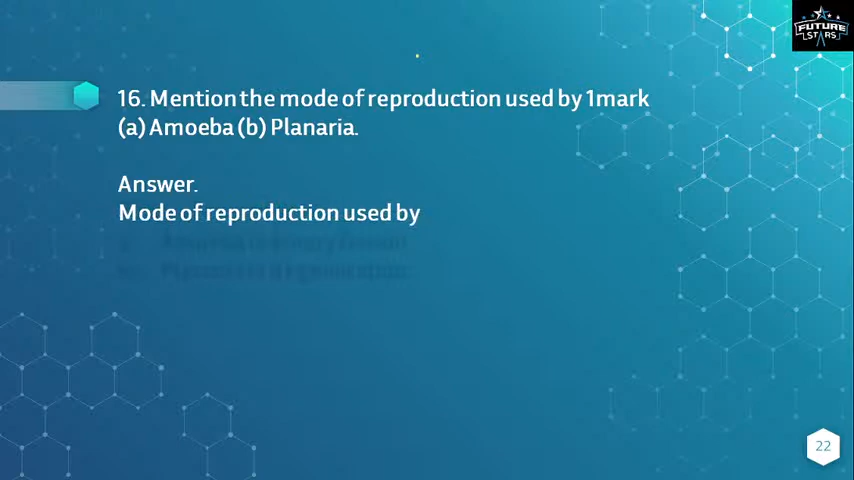 FUTURE
STARS
16. Mention the mode of reproduction used by 1mark
(a) Amoeba (b) Planaria.
Answer.
Mode of reproduction used by
22